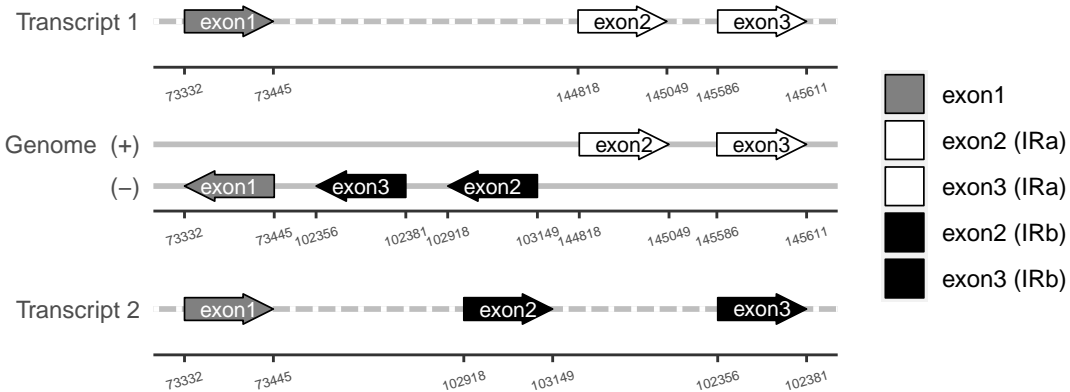 Transcript 1 exon1 exon2 exon3
73332 73445 144818 145049 145586 145611
Genome (+) exon2 exon3
(–) exon1 exon3 exon2
73332 73445 102356 102381 102918 103149 144818 145049 145586 145611
Transcript 2 exon1 exon2 exon3
73332 73445 102918 103149 102356 102381
exon1
exon2 (IRa)
exon3 (IRa)
exon2 (IRb)
exon3 (IRb)